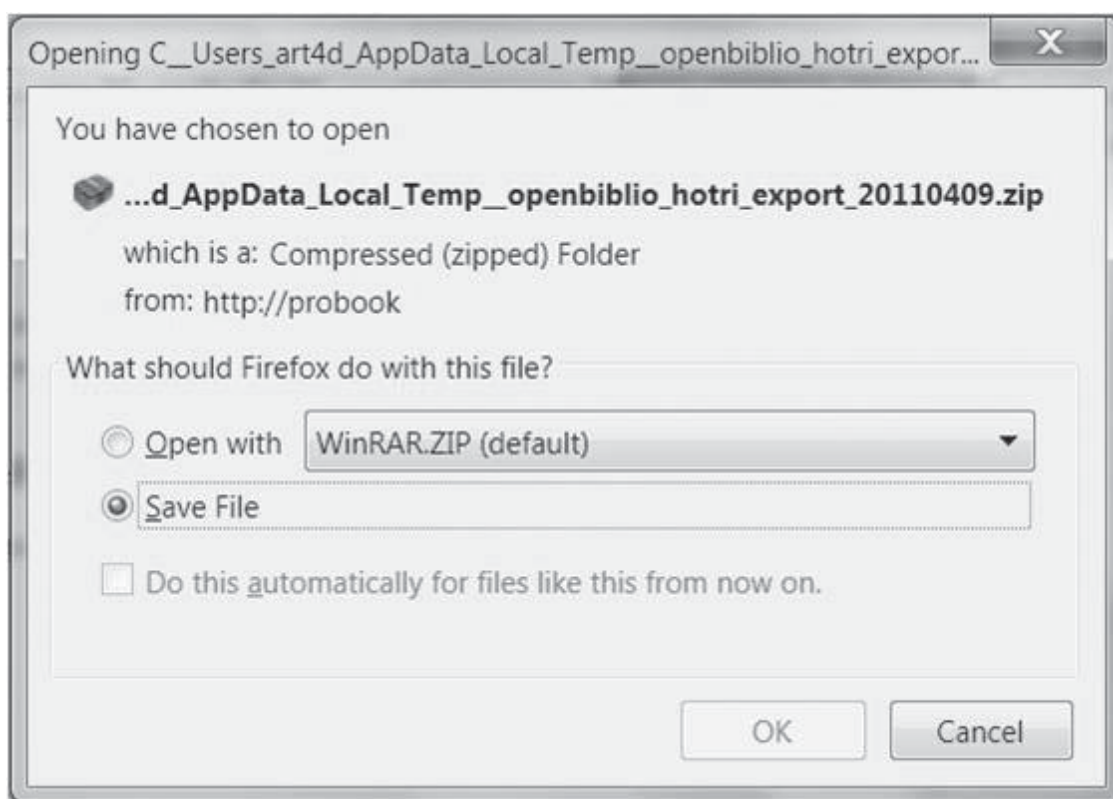 Opening C__Users_art4d_AppData_Local_Temp__openbiblio_hotri_expor...
You have chosen to open
...d_AppData_Local_Temp__openbiblio_hotri_export_20110409.zip
which is a: Compressed (zipped) Folder
from: http://probook
What should Firefox do with this file?
Open with WinRAR.ZIP (default)
Save File
Do this automatically for files like this from now on.
OK Cancel